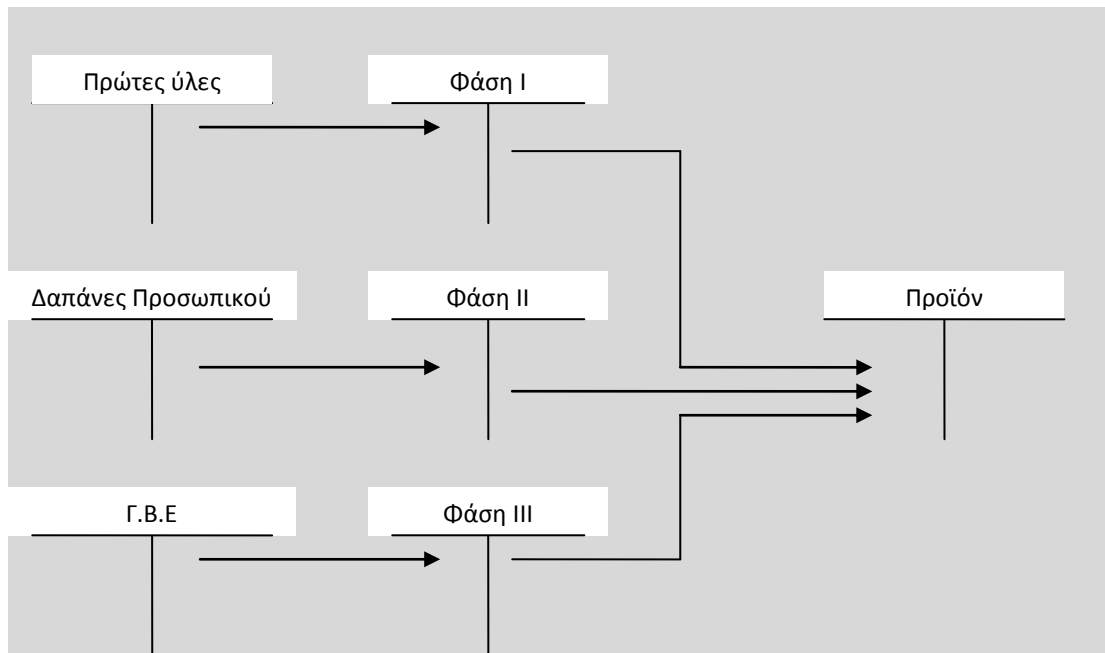 Πρώτες ύλες
Φάση Ι
Δαπάνες Προσωπικού
Φάση ΙΙ
Προϊόν
Γ.Β.Ε
Φάση ΙΙΙ